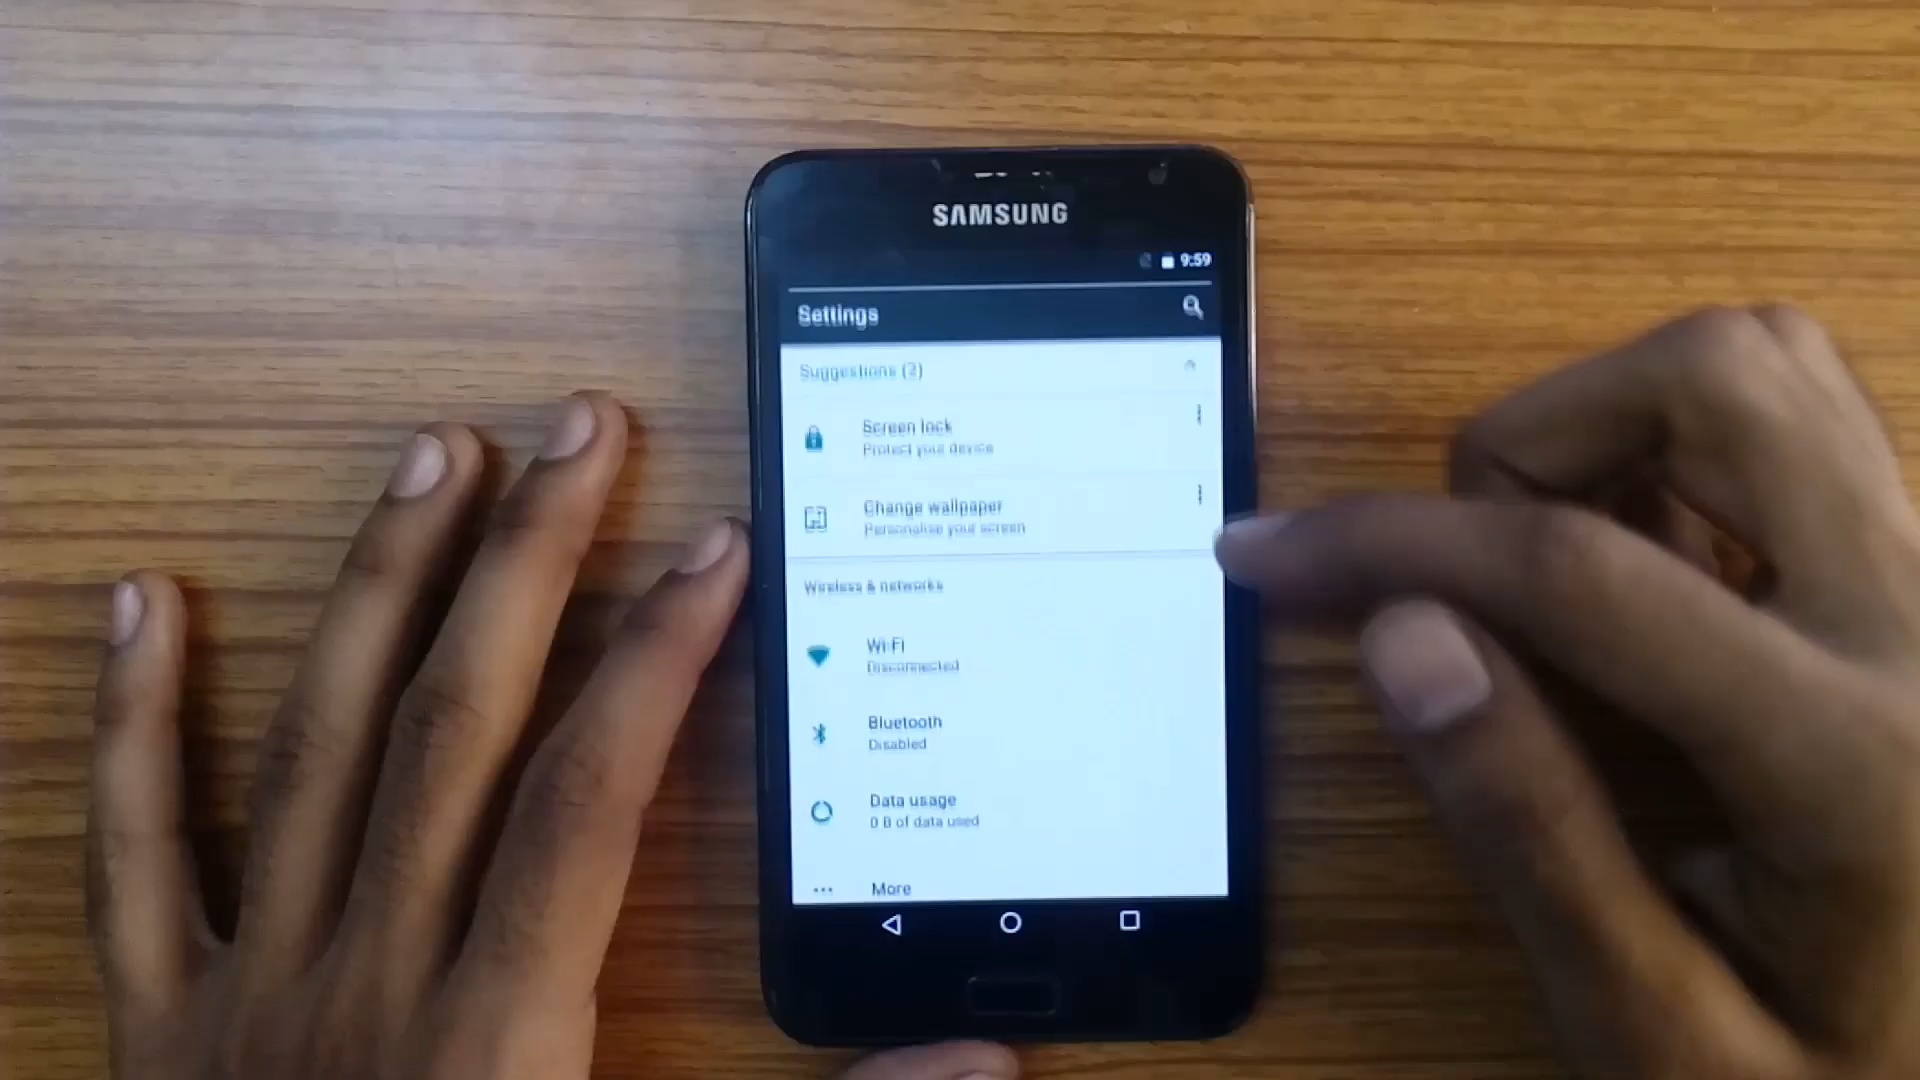 SAMSUNG
9:59
Settings
Suggestions (2)
Screen lock
Protect your device
Change wallpaper
Personalise your screen
Wireless & networks
Wi-Fi
Disconnected
Bluetooth
Disabled
Data usage
0 B of data used
More